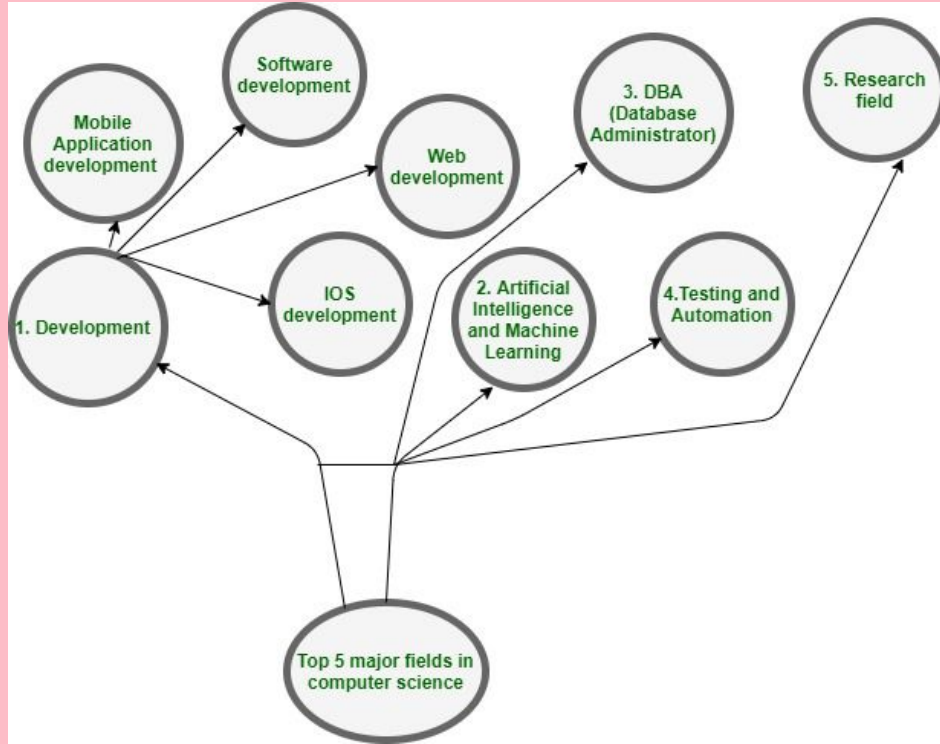 Software
development
Mobile
Application
development
Web
development
3. DBA
(Database
Administrator)
5. Research
field
1. Development
IOS
development
2. Artificial
Intelligence
and Machine
Learning
4.Testing and
Automation
Top 5 major fields in
computer science